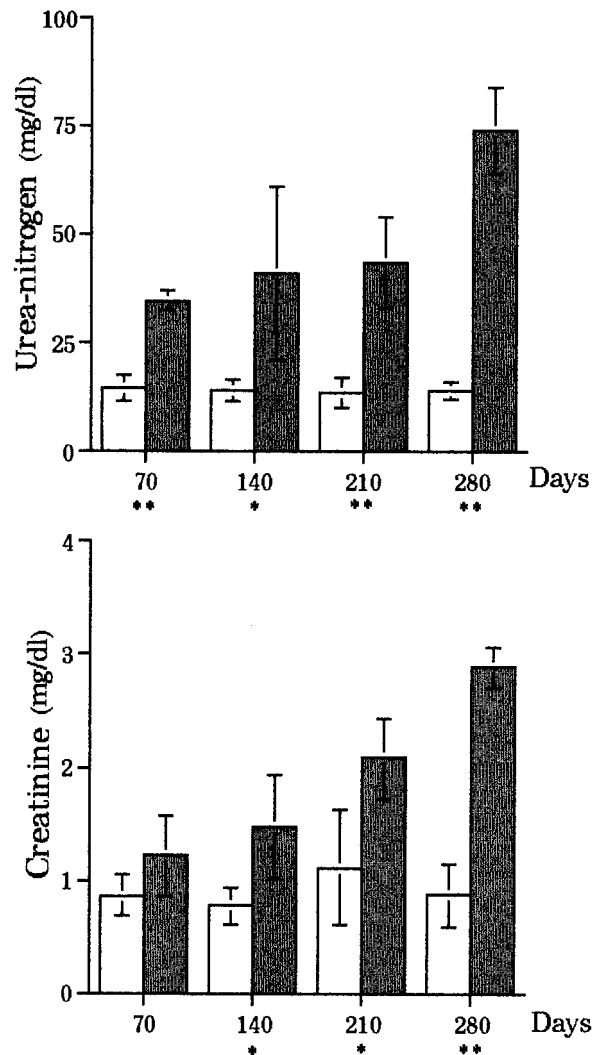 100
75
50
25
0
Urea-nitrogen (mg/dl)
70 140 210 280 Days
** * ** **
4
3
2
1
0
Creatinine (mg/dl)
70 140 210 280 Days
* * **